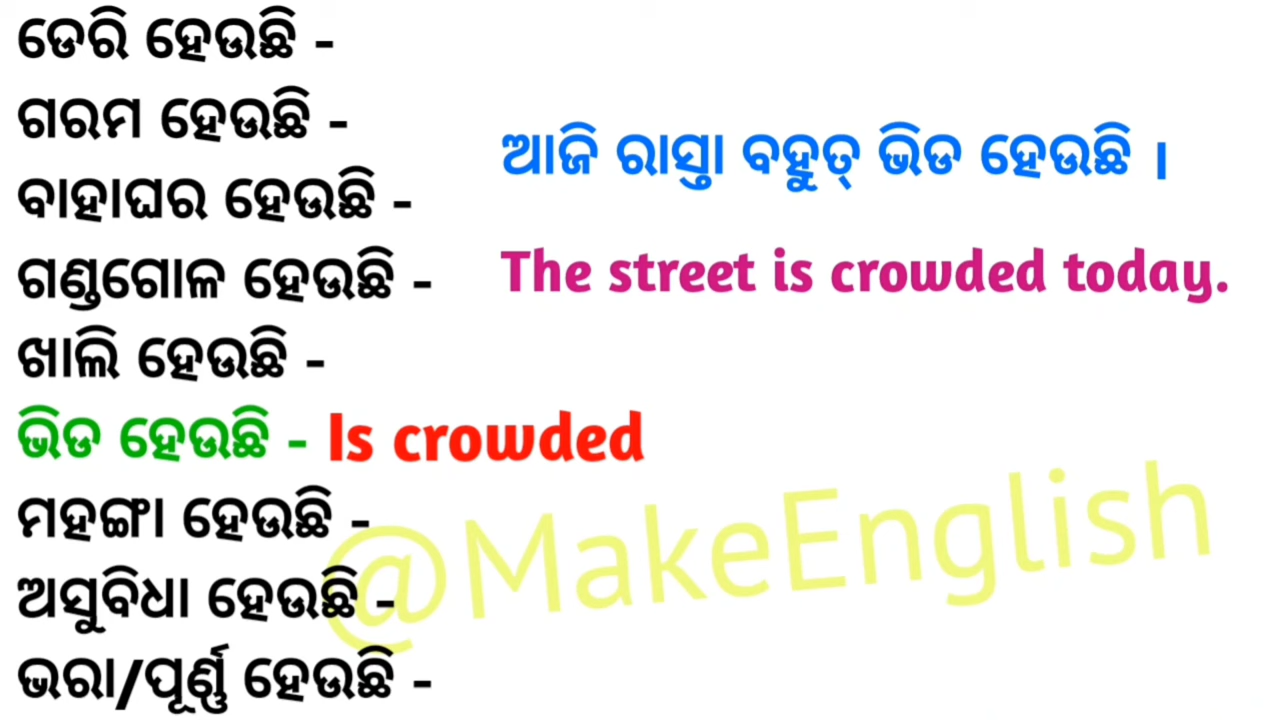 ଡେରି ହେଉଛି -
ଗରମ ହେଉଛି -
ବାହାଘର ହେଉଛି -
ଗଣ୍ଡଗୋଳ ହେଉଛି -
ଖାଲି ହେଉଛି -
ଭିଡ ହେଉଛି - Is crowded
ମହଙ୍ଗା ହେଉଛି -
ଅସୁବିଧା ହେଉଛି -
ଭରା/ପୂର୍ଣ୍ଣ ହେଉଛି -
ଆଜି ରାସ୍ତା ବହୁତ୍ ଭିଡ ହେଉଛି ।
The street is crowded today.
@MakeEnglish